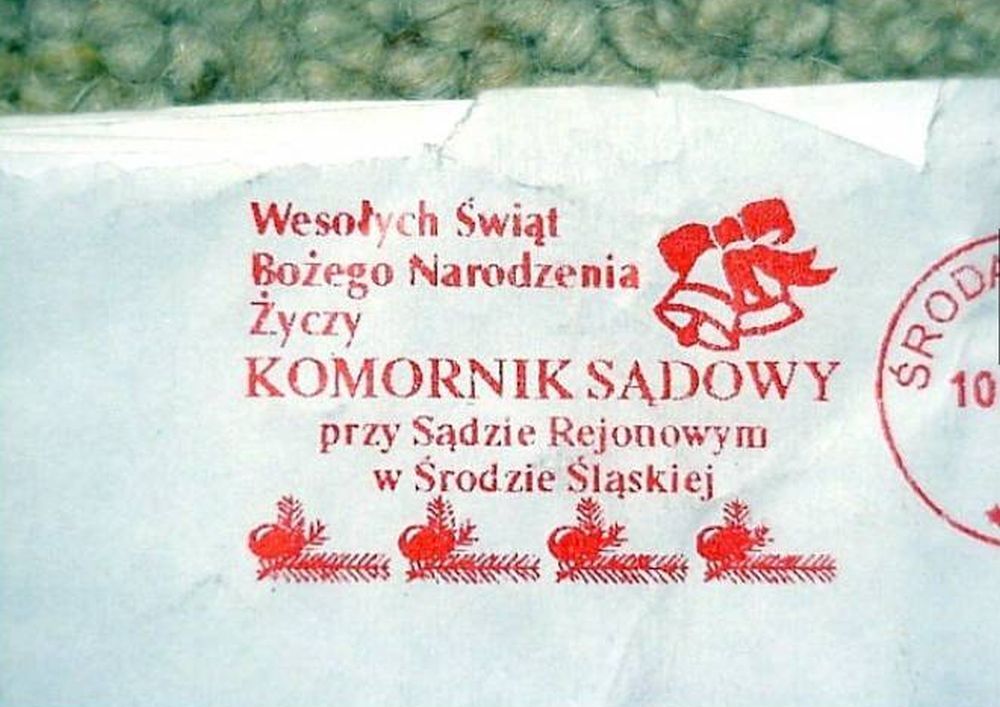 Wesołych Świąt
Bożego Narodzenia
Życzy
KOMORNIK SĄDOWY
przy Sądzie Rejonowym
w Środzie Śląskiej
ŚRODA
10